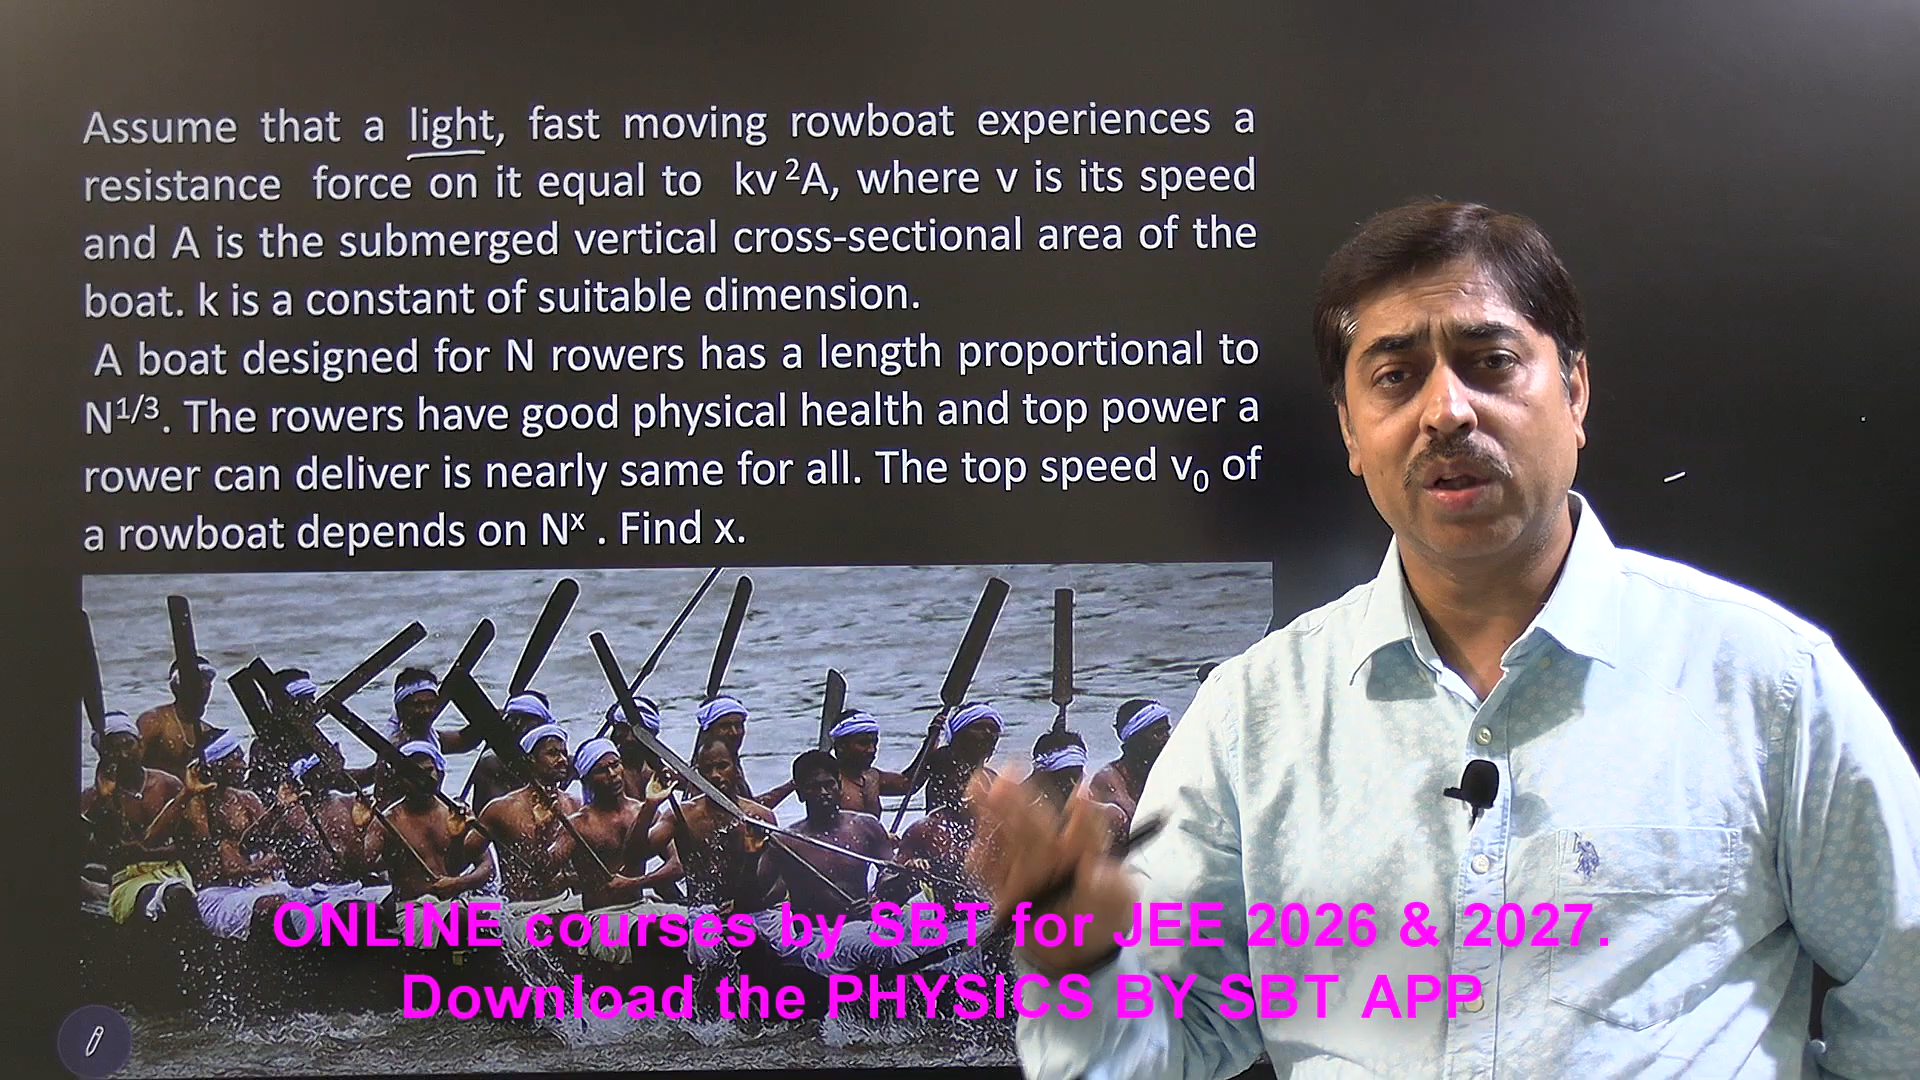 Assume that a light, fast moving rowboat experiences a
resistance force on it equal to kv²A, where v is its speed
and A is the submerged vertical cross-sectional area of the
boat. k is a constant of suitable dimension.
A boat designed for N rowers has a length proportional to
N¹/³. The rowers have good physical health and top power a
rower can deliver is nearly same for all. The top speed v₀ of
a rowboat depends on Nˣ . Find x.
ONLINE courses by SBT for JEE 2026 & 2027.
Download the PHYSICS BY SBT APP